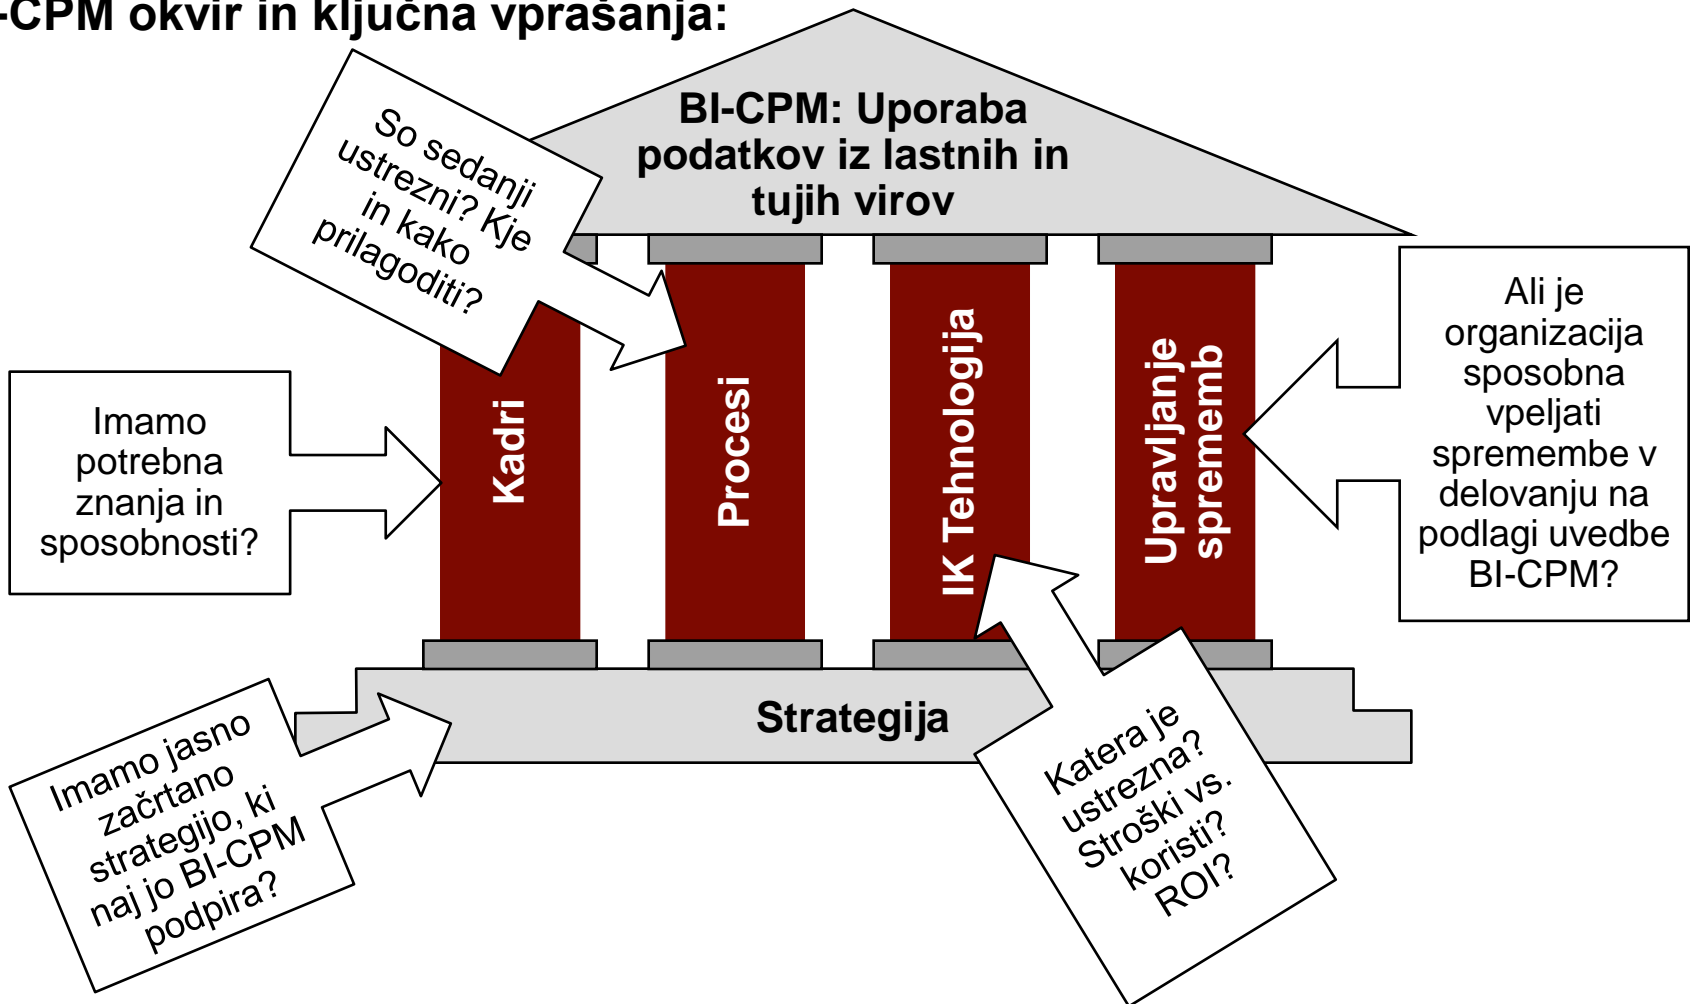 -CPM okvir in ključna vprašanja:
BI-CPM: Uporaba
podatkov iz lastnih in
tujih virov
So sedanji
ustrezni? Kje
in kako
prilagoditi?
Imamo
potrebna
znanja in
sposobnosti?
Kadri
Procesi
IK Tehnologija
Upravljanje
sprememb
Ali je
organizacija
sposobna
vpeljati
spremembe v
delovanju na
podlagi uvedbe
BI-CPM?
Strategija
Imamo jasno
začrtano
strategijo, ki
naj jo BI-CPM
podpira?
Katera je
ustrezna?
Stroški vs.
koristi?
ROI?